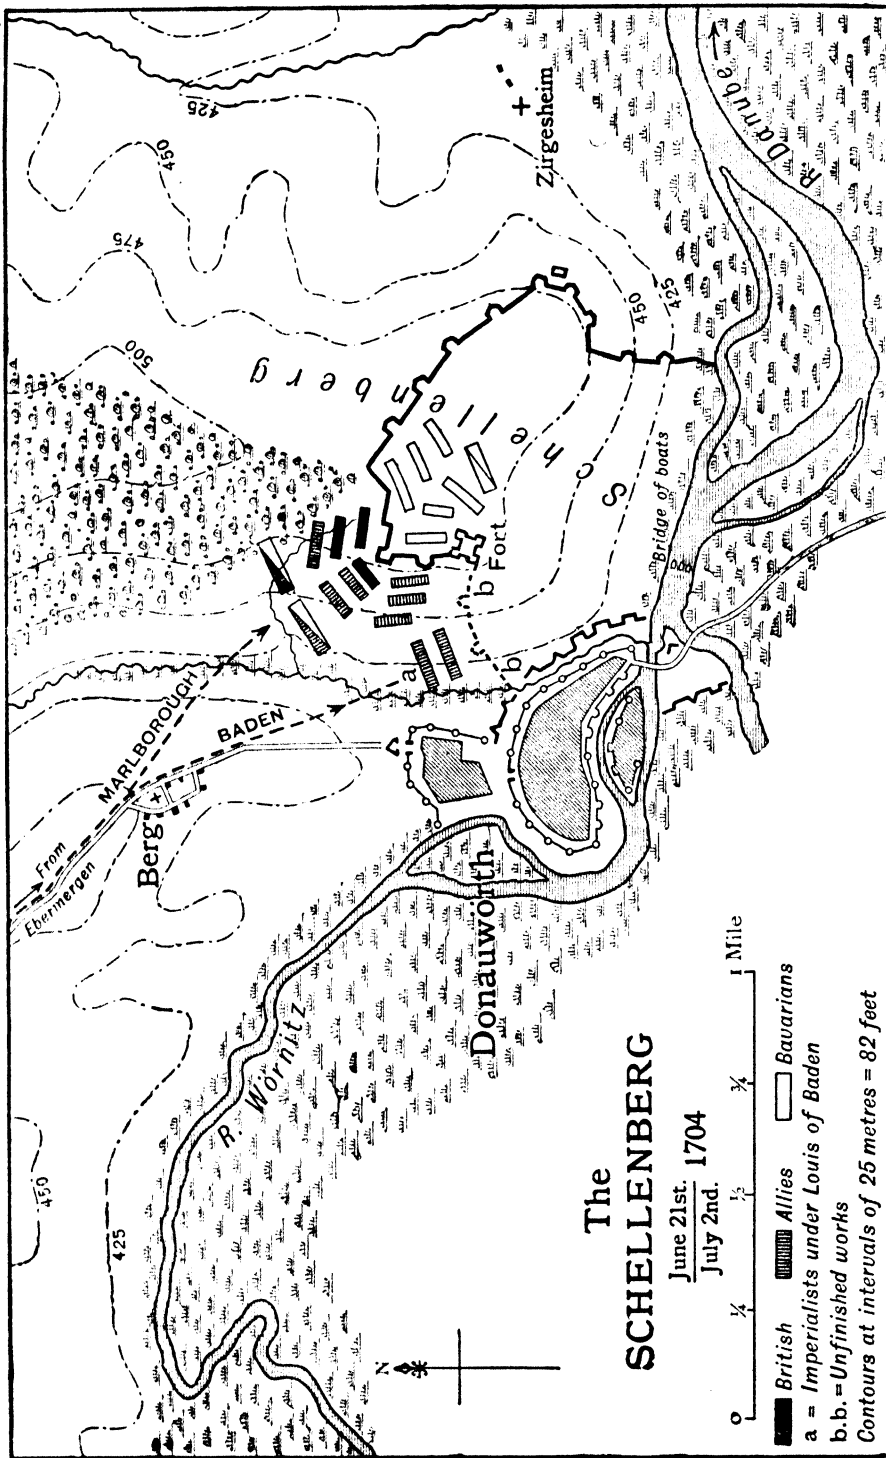 The
SCHELLENBERG
June 21st.
July 2nd. 1704
0 ¼ ½ ¾ 1 Mile
British Allies Bavarians
a = Imperialists under Louis of Baden
b.b. = Unfinished works
Contours at intervals of 25 metres = 82 feet
N
450
425
R. Wörnitz
From
Ebermergen
Berg
MARLBOROUGH
BADEN
Donauwörth
a
b
b
Fort
Schellenberg
500
475
450
425
450
425
Zirgesheim
Bridge of boats
R Danube